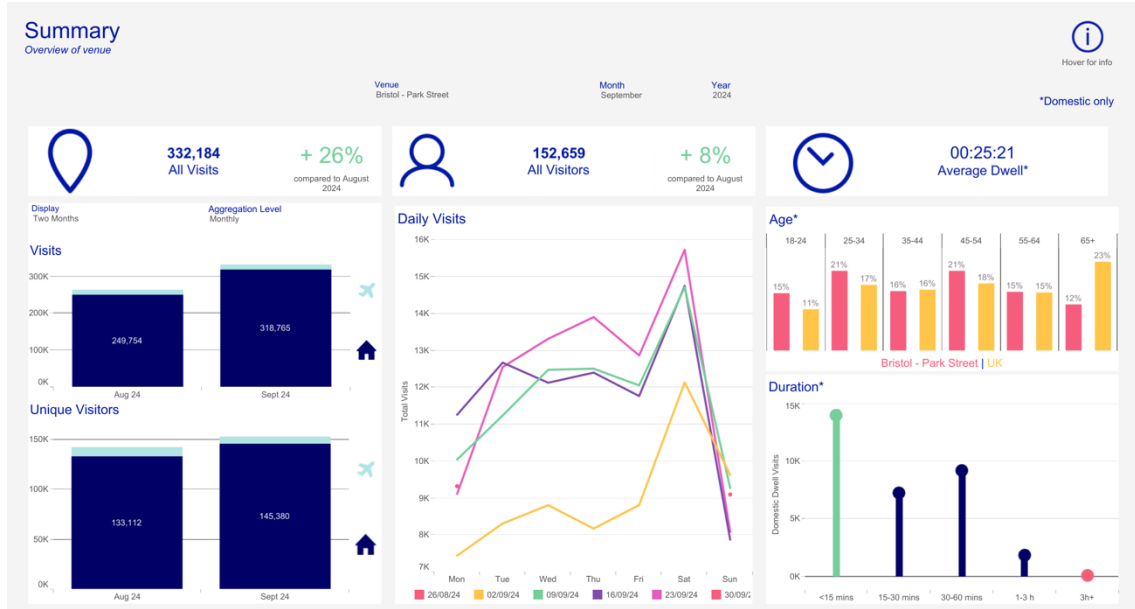 Summary
Overview of venue
Hover for info
Venue
Bristol - Park Street
Month
September
Year
2024
*Domestic only
332,184
All Visits
+ 26%
compared to August
2024
152,659
All Visitors
+ 8%
compared to August
2024
00:25:21
Average Dwell*
Display
Two Months
Aggregation Level
Monthly
Visits
300K
200K
100K
0K
249,754
318,765
Aug 24
Sept 24
Unique Visitors
150K
100K
50K
0K
133,112
145,380
Aug 24
Sept 24
Daily Visits
Total Visits
16K
15K
14K
13K
12K
11K
10K
9K
8K
7K
Mon Tue Wed Thu Fri Sat Sun
26/08/24 02/09/24 09/09/24 16/09/24 23/09/24 30/09/2
Age*
18-24 25-34 35-44 45-54 55-64 65+
15% 11% 21% 17% 16% 16% 21% 18% 15% 15% 12% 23%
Bristol - Park Street | UK
Duration*
Domestic Dwell Visits
15K
10K
5K
0K
<15 mins 15-30 mins 30-60 mins 1-3 h 3h+